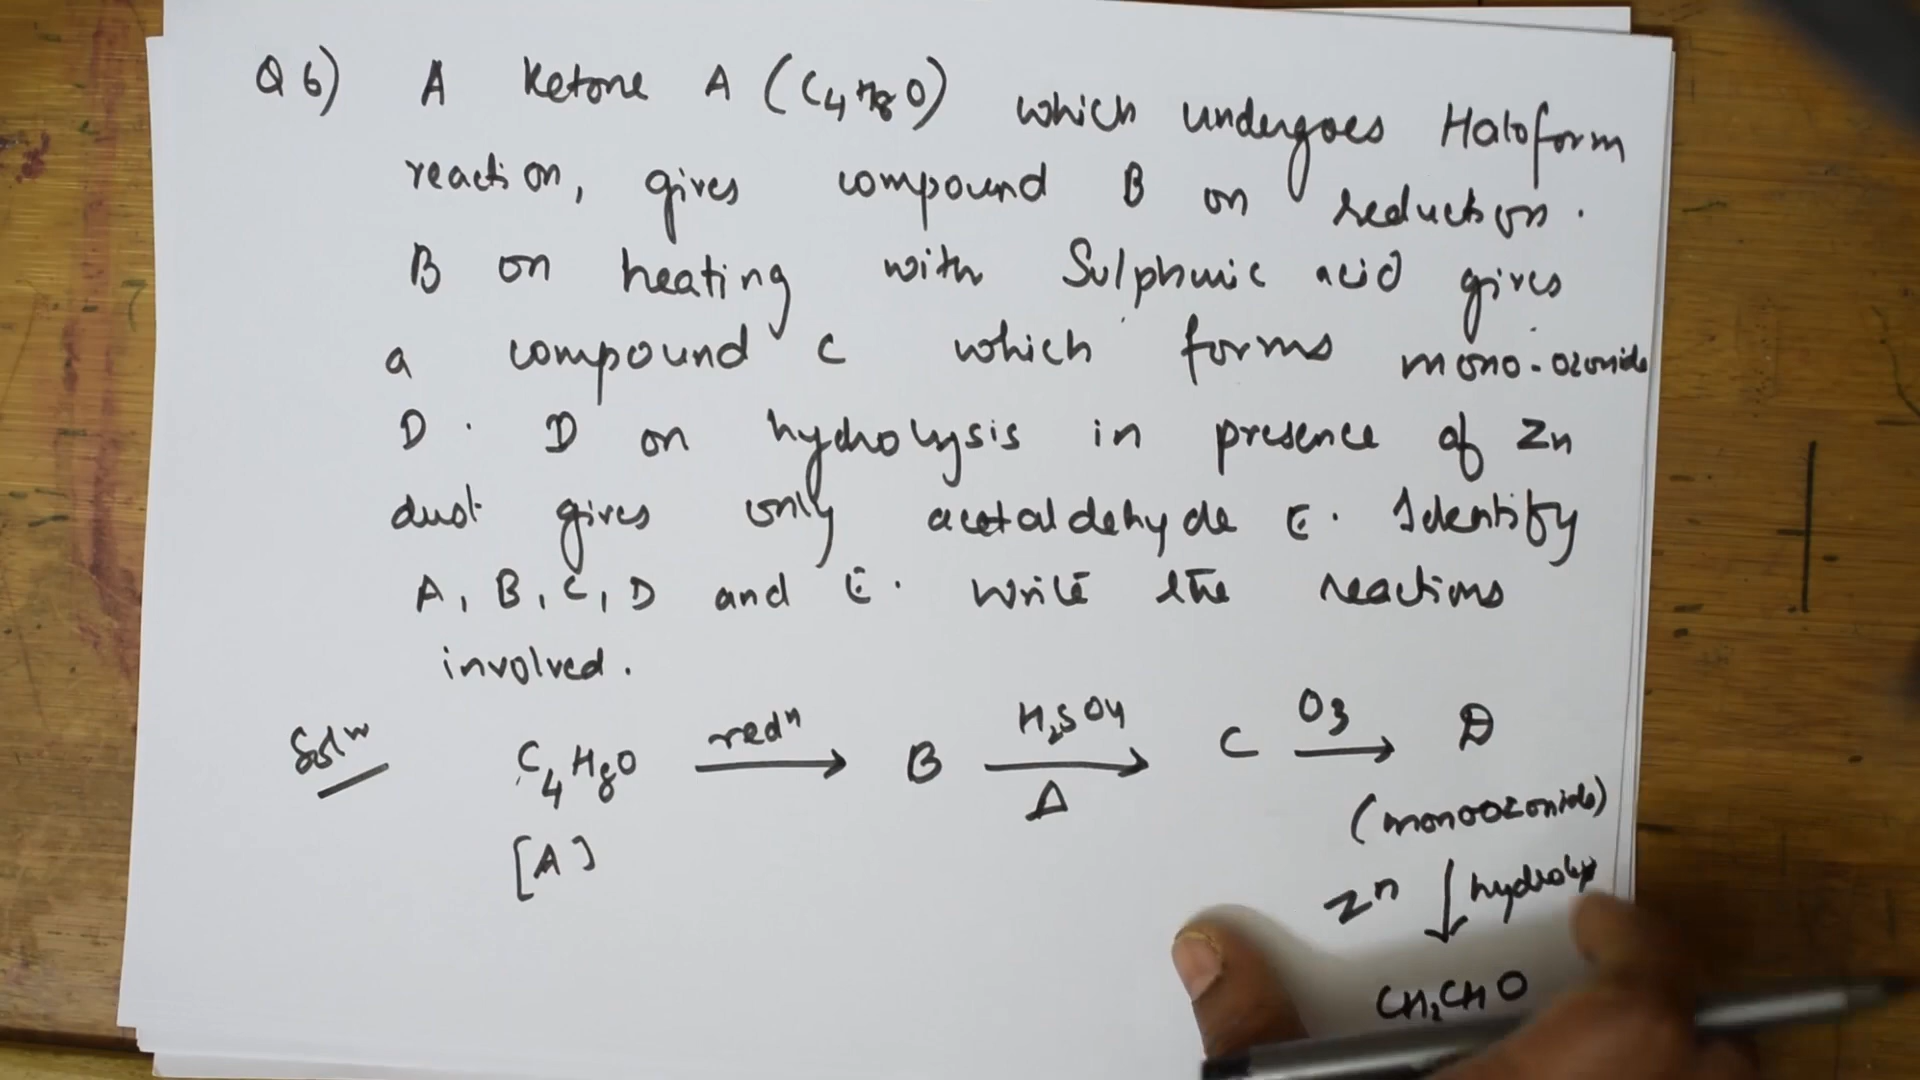 Q 6) A Ketone A (C4H8O) which undergoes Haloform
reaction, gives compound B on reduction.
B on heating with Sulphuric acid gives
a compound C which forms mono-ozonide
D. D on hydrolysis in presence of Zn
dust gives only acetaldehyde E. Identify
A, B, C, D and E. Write the reactions
involved.
Soln C4H8O redn B H2SO4 Δ C O3 D
[A] (monoozonide)
Zn hydroly
CH3CHO